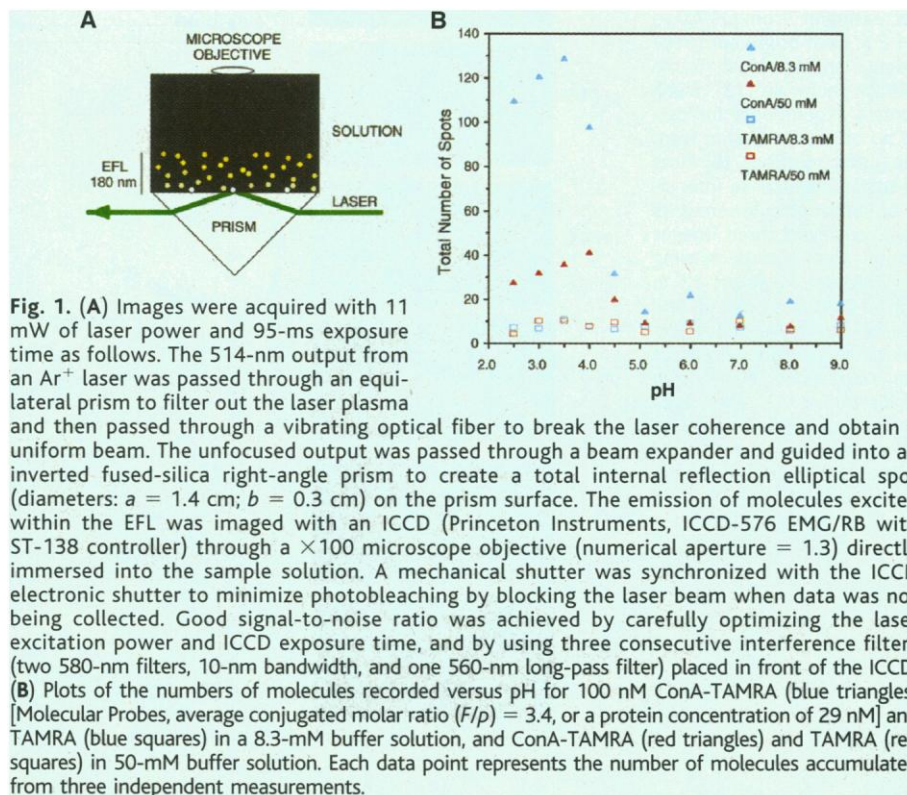 A
MICROSCOPE
OBJECTIVE
SOLUTION
EFL
180 nm
LASER
PRISM
B
140
120
100
80
60
40
20
0
Total Number of Spots
2.0 3.0 4.0 5.0 6.0 7.0 8.0 9.0
pH
ConA/8.3 mM
ConA/50 mM
TAMRA/8.3 mM
TAMRA/50 mM
Fig. 1. (A) Images were acquired with 11
mW of laser power and 95-ms exposure
time as follows. The 514-nm output from
an Ar⁺ laser was passed through an equi-
lateral prism to filter out the laser plasma
and then passed through a vibrating optical fiber to break the laser coherence and obtain
uniform beam. The unfocused output was passed through a beam expander and guided into a
inverted fused-silica right-angle prism to create a total internal reflection elliptical spo
(diameters: a = 1.4 cm; b = 0.3 cm) on the prism surface. The emission of molecules excite
within the EFL was imaged with an ICCD (Princeton Instruments, ICCD-576 EMG/RB wit
ST-138 controller) through a ×100 microscope objective (numerical aperture = 1.3) directl
immersed into the sample solution. A mechanical shutter was synchronized with the ICCI
electronic shutter to minimize photobleaching by blocking the laser beam when data was no
being collected. Good signal-to-noise ratio was achieved by carefully optimizing the lase
excitation power and ICCD exposure time, and by using three consecutive interference filter
(two 580-nm filters, 10-nm bandwidth, and one 560-nm long-pass filter) placed in front of the ICCD
(B) Plots of the numbers of molecules recorded versus pH for 100 nM ConA-TAMRA (blue triangles
[Molecular Probes, average conjugated molar ratio (F/p) = 3.4, or a protein concentration of 29 nM] an
TAMRA (blue squares) in a 8.3-mM buffer solution, and ConA-TAMRA (red triangles) and TAMRA (re
squares) in 50-mM buffer solution. Each data point represents the number of molecules accumulate
from three independent measurements.